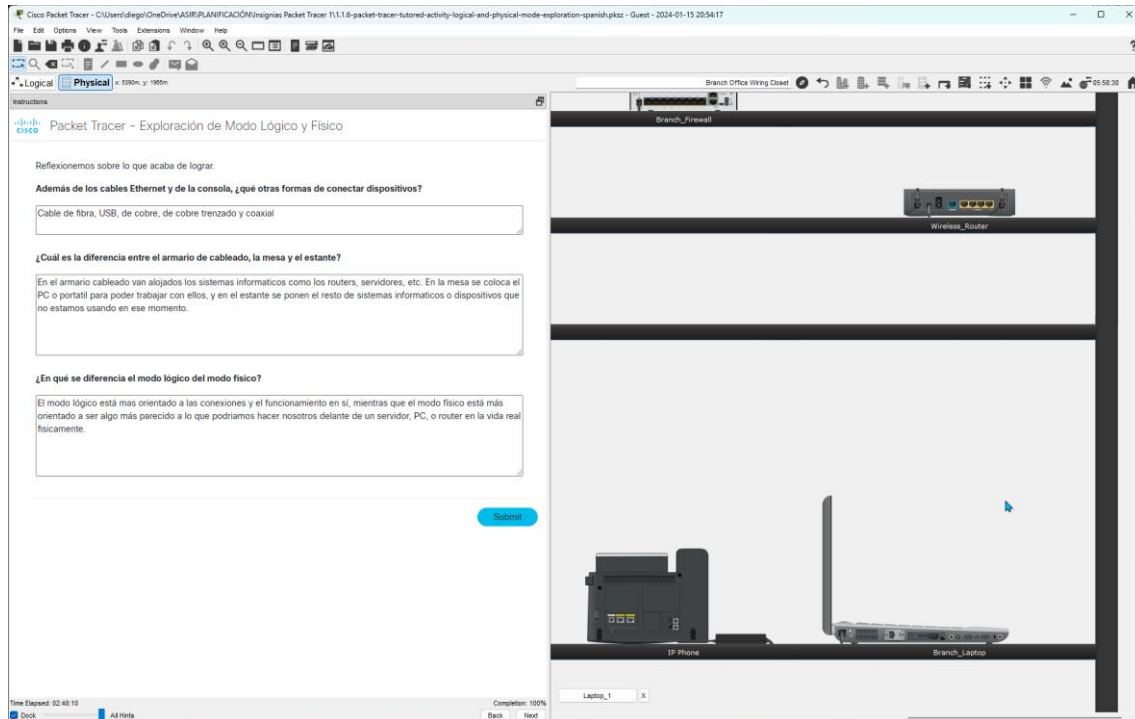 Cisco Packet Tracer - C:\Users\diego\OneDrive\ASIR\PLANIFICACIÓN\Insignias Packet Tracer 1\1.1.6-packet-tracer-tutored-activity-logical-and-physical-mode-exploration-spanish.pksz - Guest - 2024-01-15 20:54:17
File Edit Options View Tools Extensions Window Help
Logical Physical x: 5390m, y: 1965m
Branch Office Wiring Closet 05:58:30
Instructions
CISCO Packet Tracer - Exploración de Modo Lógico y Físico
Reflexionemos sobre lo que acaba de lograr.
Además de los cables Ethernet y de la consola, ¿qué otras formas de conectar dispositivos?
Cable de fibra, USB, de cobre, de cobre trenzado y coaxial
¿Cuál es la diferencia entre el armario de cableado, la mesa y el estante?
En el armario cableado van alojados los sistemas informaticos como los routers, servidores, etc. En la mesa se coloca el
PC o portatil para poder trabajar con ellos, y en el estante se ponen el resto de sistemas informaticos o dispositivos que
no estamos usando en ese momento.
¿En qué se diferencia el modo lógico del modo físico?
El modo lógico está mas orientado a las conexiones y el funcionamiento en sí, mientras que el modo físico está más
orientado a ser algo más parecido a lo que podriamos hacer nosotros delante de un servidor, PC, o router en la vida real
fisicamente.
Submit
Time Elapsed: 02:48:10 Completion: 100%
Dock All Hints Back Next
Branch_Firewall
Wireless_Router
IP Phone Branch_Laptop
Laptop_1 X